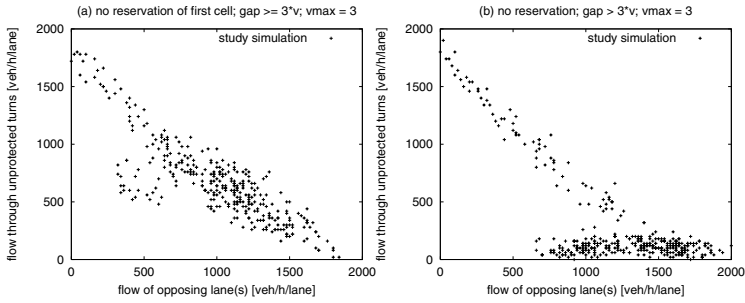 (a) no reservation of first cell; gap >= 3*v; vmax = 3
study simulation
flow through unprotected turns [veh/h/lane]
2000
1500
1000
500
0
0 500 1000 1500 2000
flow of opposing lane(s) [veh/h/lane]
(b) no reservation; gap > 3*v; vmax = 3
study simulation
flow through unprotected turns [veh/h/lane]
2000
1500
1000
500
0
0 500 1000 1500 2000
flow of opposing lane(s) [veh/h/lane]